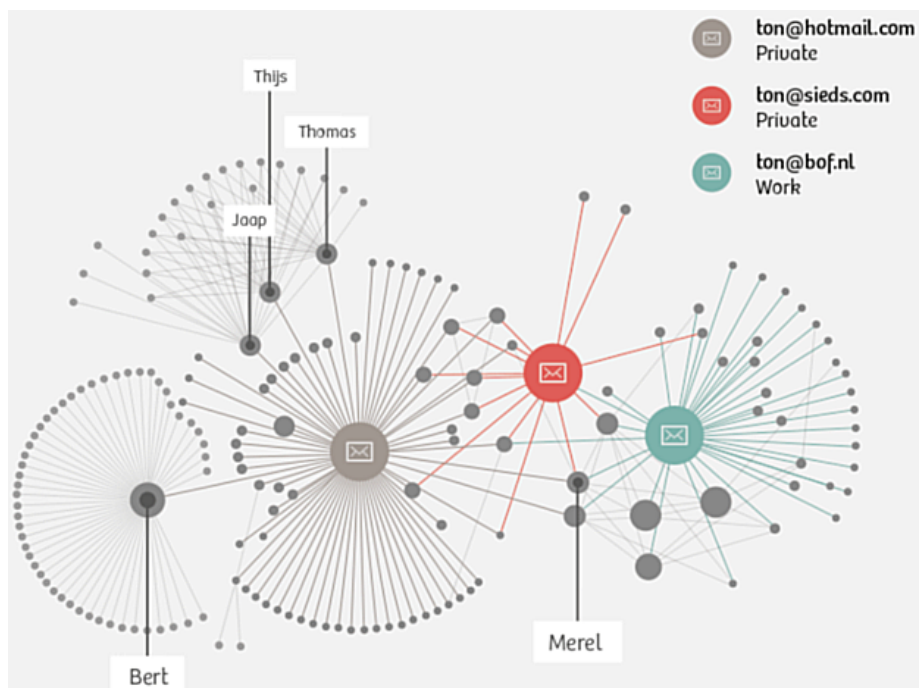 ton@hotmail.com
Private
ton@sieds.com
Private
ton@bof.nl
Work
Thijs
Thomas
Jaap
Merel
Bert